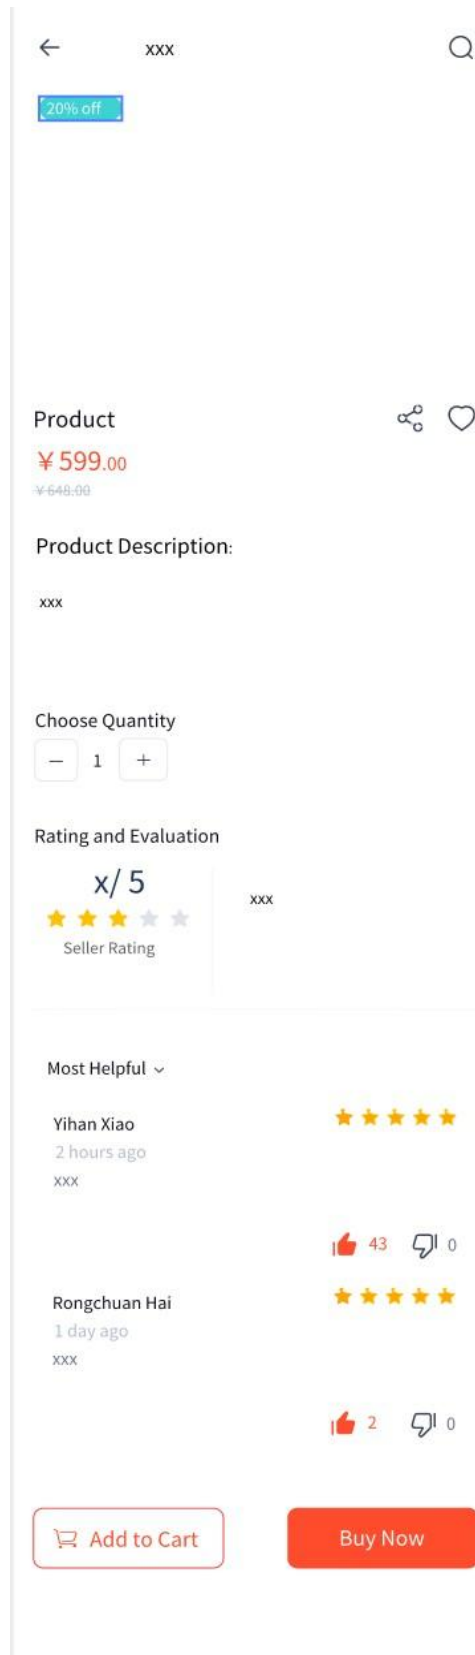 xxx
20% off
Product
￥599.00
￥648.00
Product Description:
xxx
Choose Quantity
1
Rating and Evaluation
x/ 5
xxx
Seller Rating
Most Helpful
Yihan Xiao
2 hours ago
xxx
43 0
Rongchuan Hai
1 day ago
xxx
2 0
Add to Cart Buy Now